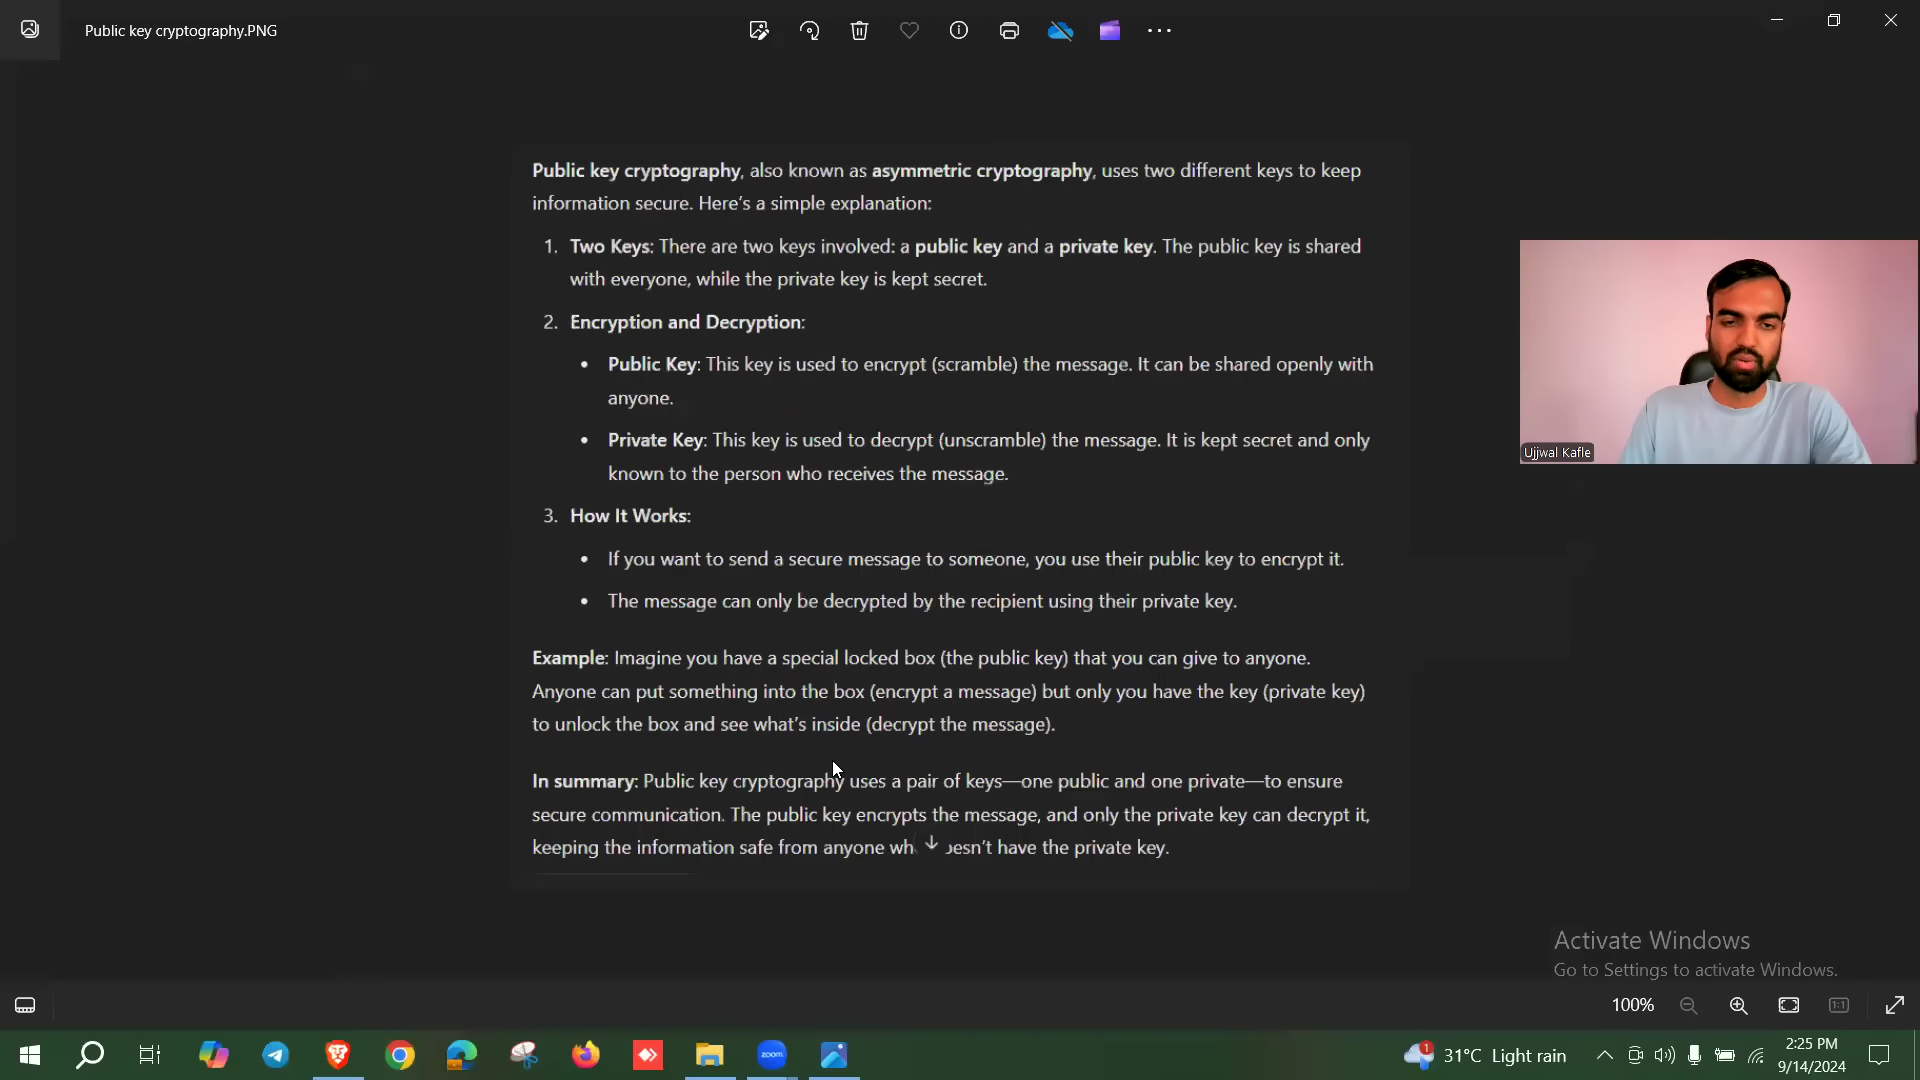 Public key cryptography.PNG
Public key cryptography, also known as asymmetric cryptography, uses two different keys to keep
information secure. Here's a simple explanation:
1. Two Keys: There are two keys involved: a public key and a private key. The public key is shared
with everyone, while the private key is kept secret.
2. Encryption and Decryption:
• Public Key: This key is used to encrypt (scramble) the message. It can be shared openly with
anyone.
• Private Key: This key is used to decrypt (unscramble) the message. It is kept secret and only
known to the person who receives the message.
3. How It Works:
• If you want to send a secure message to someone, you use their public key to encrypt it.
• The message can only be decrypted by the recipient using their private key.
Example: Imagine you have a special locked box (the public key) that you can give to anyone.
Anyone can put something into the box (encrypt a message) but only you have the key (private key)
to unlock the box and see what's inside (decrypt the message).
In summary: Public key cryptography uses a pair of keys—one public and one private—to ensure
secure communication. The public key encrypts the message, and only the private key can decrypt it,
keeping the information safe from anyone wh esn't have the private key.
Ujjwal Kafle
Activate Windows
Go to Settings to activate Windows.
100%
1:1
zoom
1
31°C Light rain
2:25 PM
9/14/2024